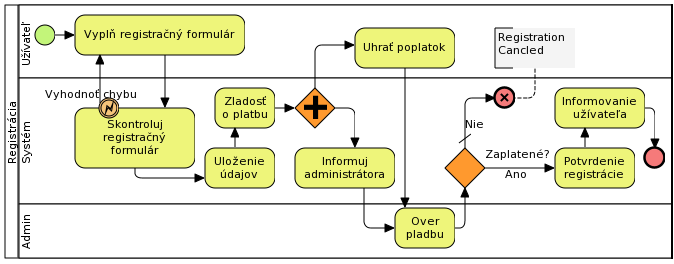 Registrácia
Užívateľ
Vyplň registračný formulár
Uhrať poplatok
Registration
Cancled
Systém
Vyhodnoť chybu
Skontroluj
registračný
formulár
Zladosť
o platbu
Uloženie
údajov
Informuj
administrátora
Nie
Zaplatené?
Ano
Informovanie
užívateľa
Potvrdenie
registrácie
Admin
Over
pladbu